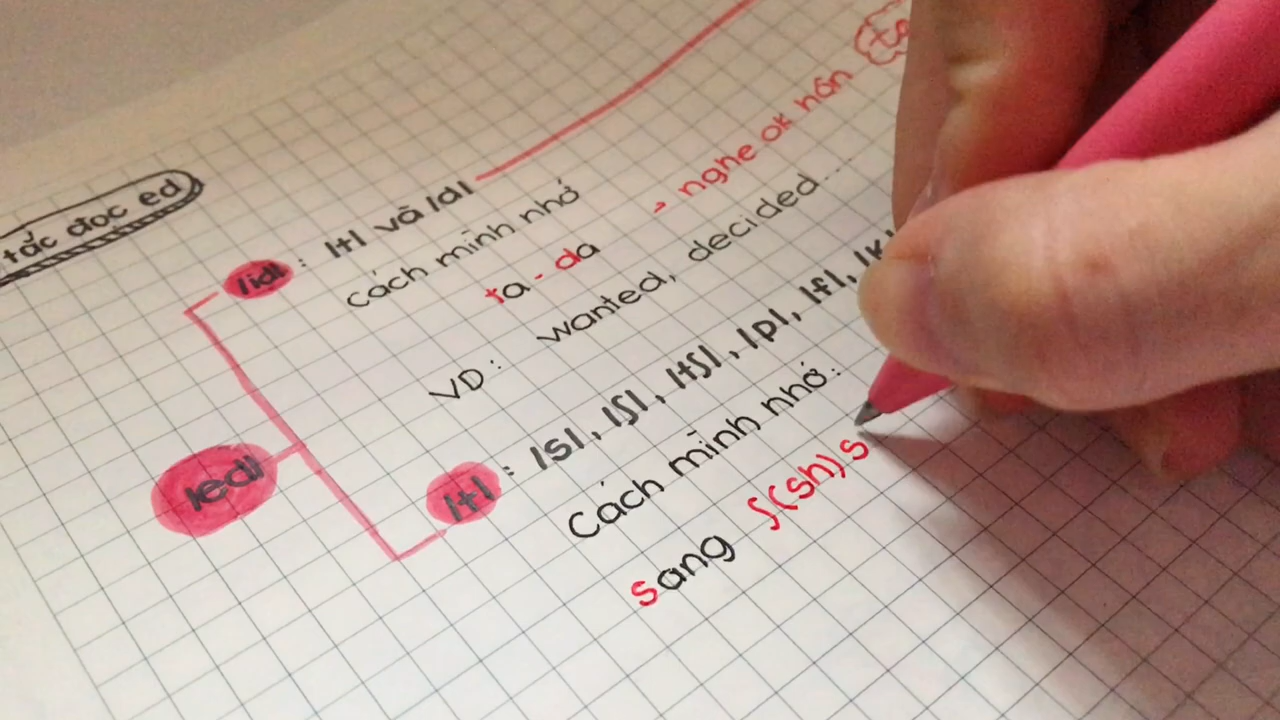 tắc đọc ed
/id/ : /t/ và /d/
Cách mình nhớ
ta - da → nghe ok hơn
VD : wanted, decided...
/ed/
/t/ : /s/, /ʃ/, /tʃ/, /p/, /f/, /k/
Cách mình nhớ:
sang ʃ(sh) s